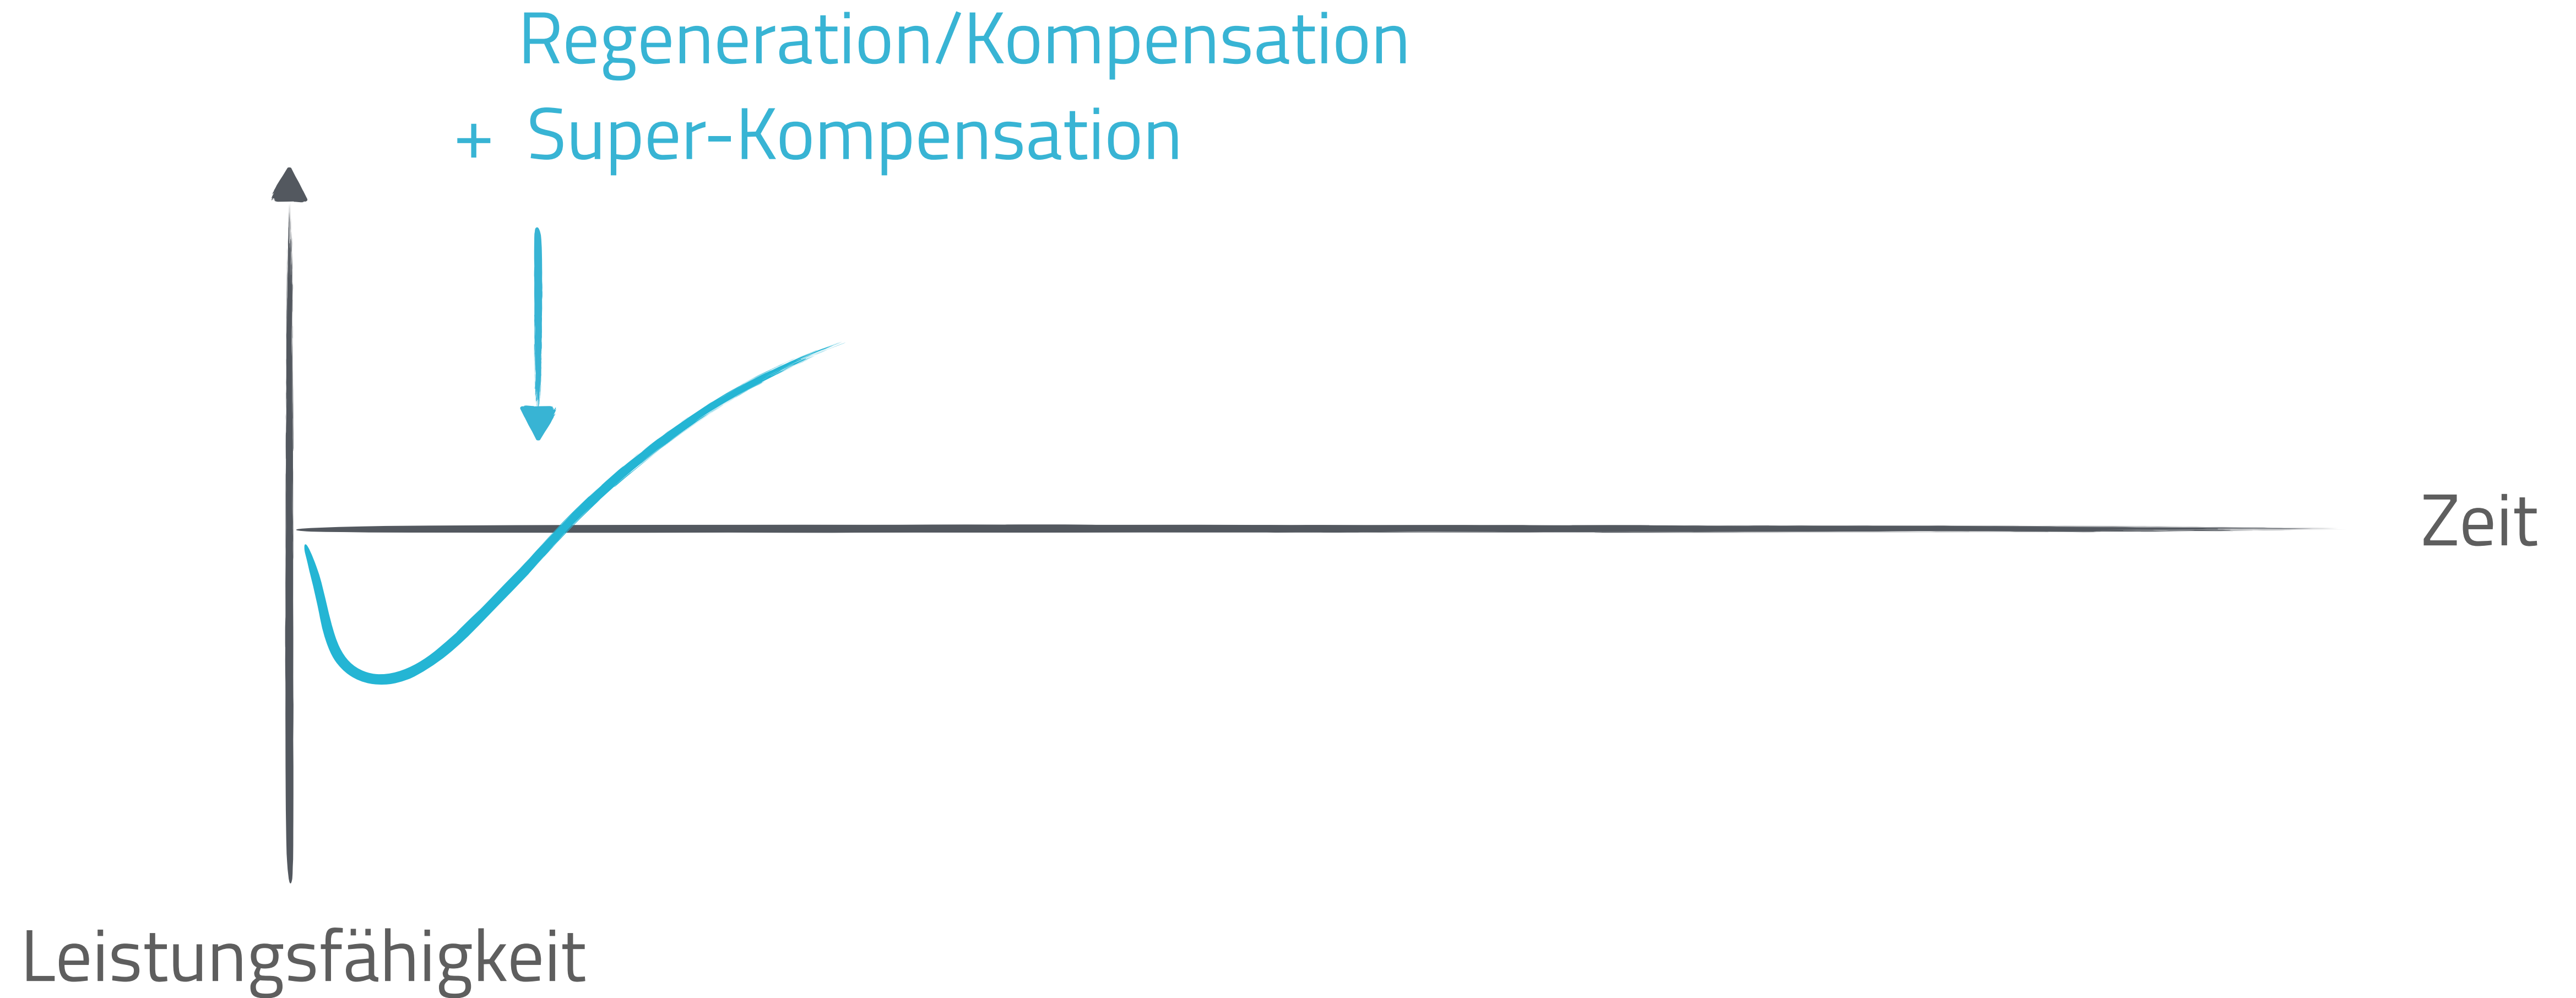 Regeneration/Kompensation
+ Super-Kompensation
Zeit
Leistungsfähigkeit